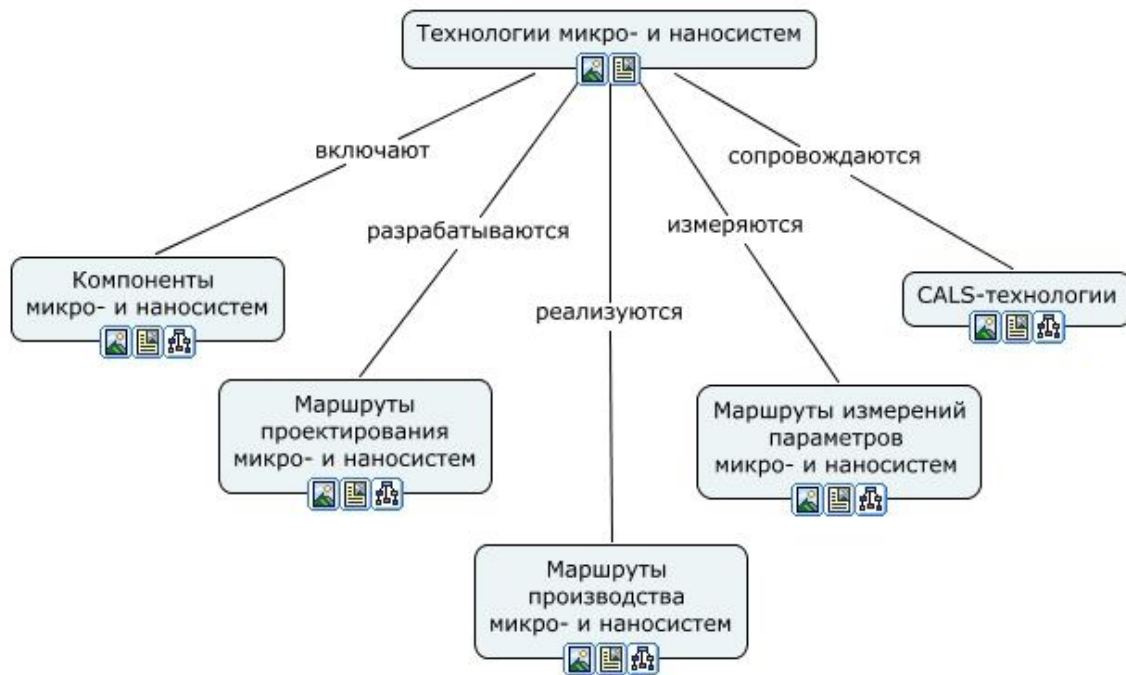 Технологии микро- и наносистем
включают
сопровождаются
разрабатываются
измеряются
Компоненты
микро- и наносистем
CALS-технологии
реализуются
Маршруты
проектирования
микро- и наносистем
Маршруты измерений
параметров
микро- и наносистем
Маршруты
производства
микро- и наносистем